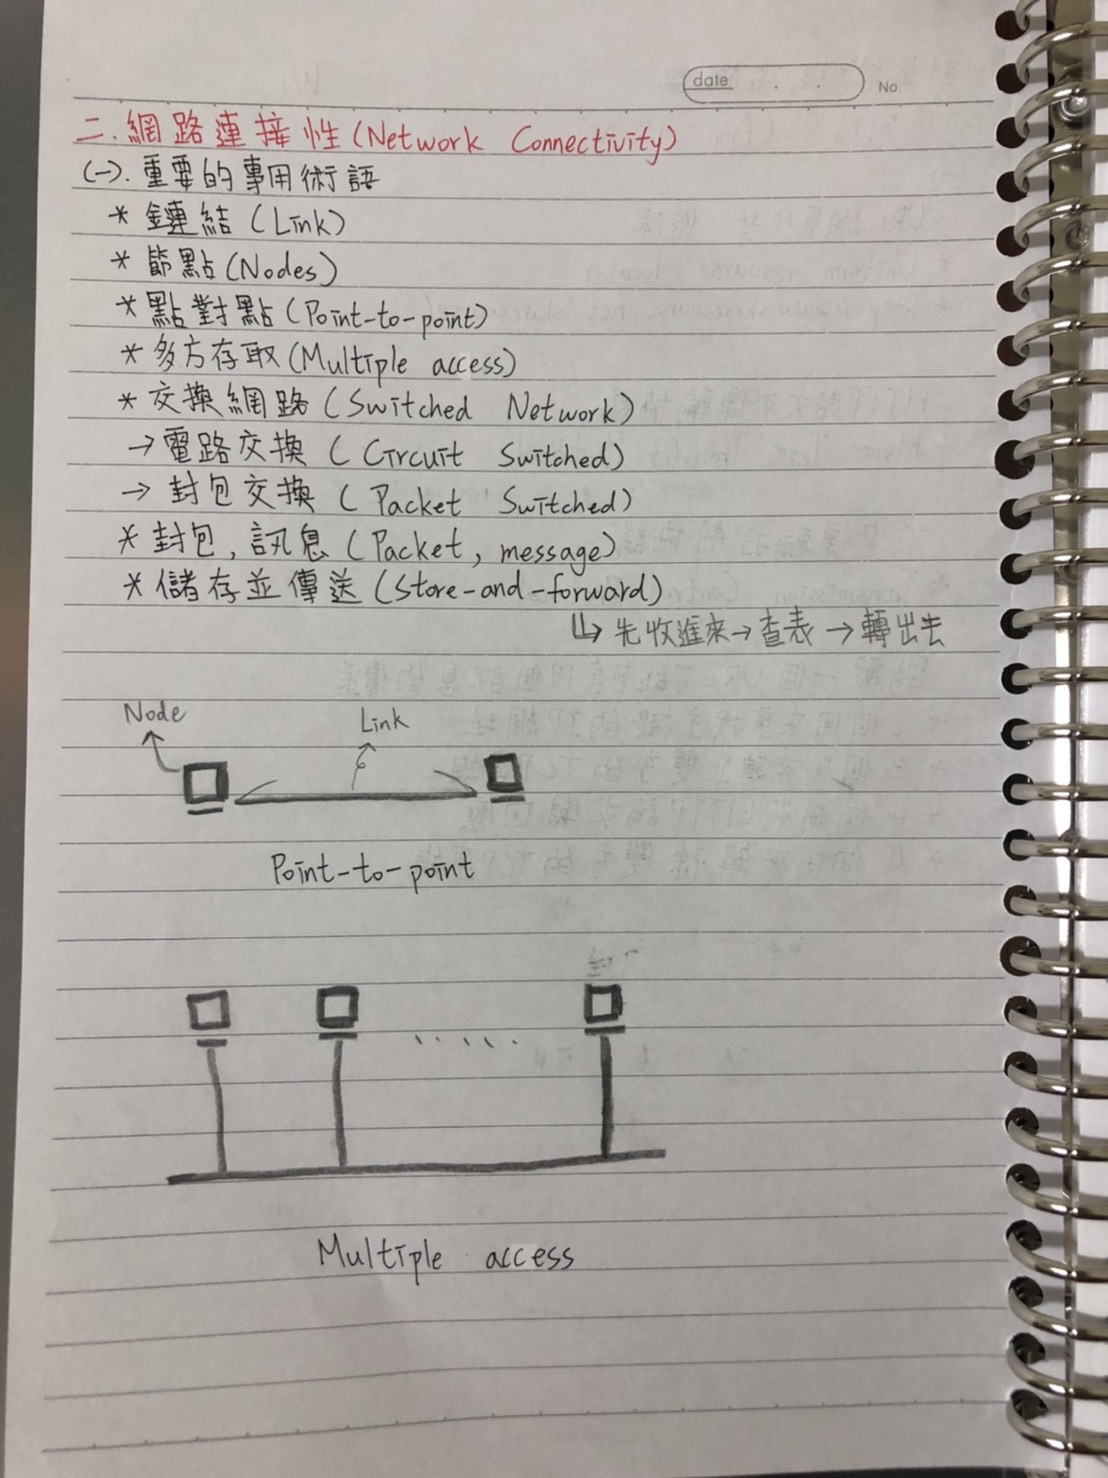 date
No.
二.網路連接性(Network Connectivity)
(一).重要的專用術語
* 鏈結(Link)
* 節點(Nodes)
* 點對點(Point-to-point)
* 多方存取(Multiple access)
* 交換網路(Switched Network)
→電路交換(Circuit Switched)
→封包交換(Packet Switched)
* 封包,訊息(Packet, message)
* 儲存並傳送(Store-and-forward)
↳先收進來→查表→轉出去
Node
Link
Point-to-point
.....
Multiple access